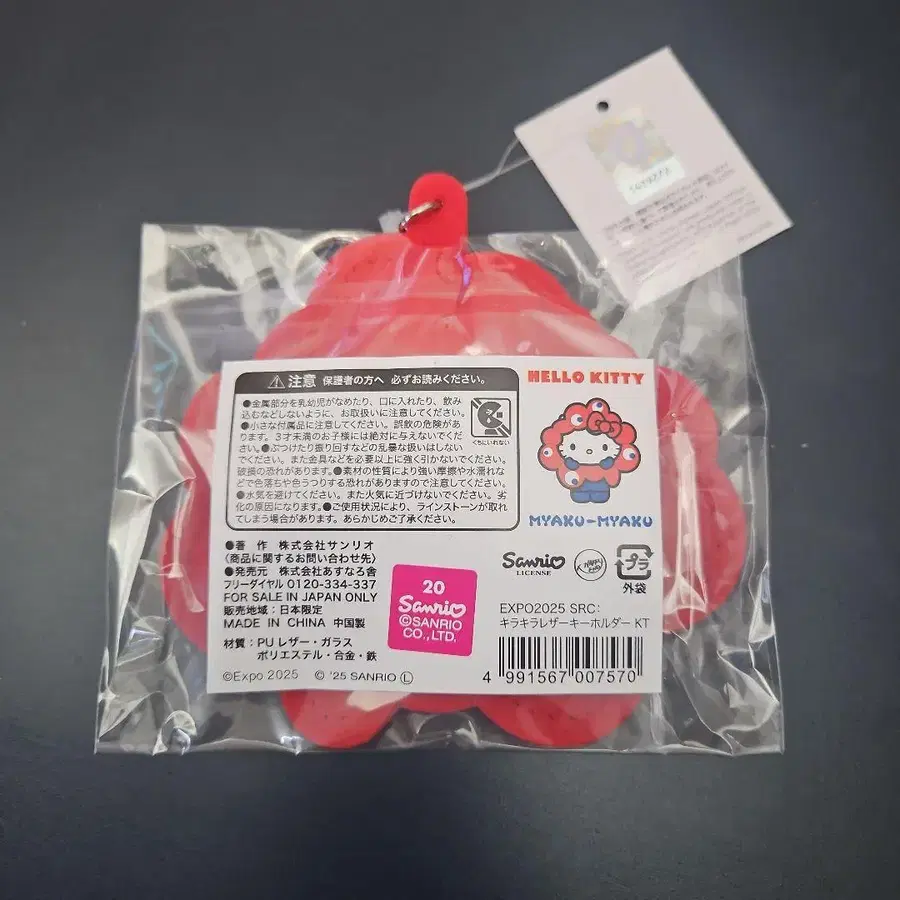 ⚠注意 保護者の方へ 必ずお読みください。
●金属部分を乳幼児がなめたり、口に入れたり、飲み
込むなどしないように、お取扱いに注意してください。
●小さな付属品に注意してください。誤飲の危険があ
ります。3才未満のお子様には絶対に与えないでくだ
さい。●ぶつけたり振り回すなどの乱暴な扱いはしない
でください。また金具などを必要以上に強く引かないでください。
破損の恐れがあります。●素材の性質により強い摩擦や水濡れな
どで色落ちや色うつりする恐れがありますので注意してください。
●水気を避けてください。また火気に近づけないでください。劣
化の原因になります。●ご使用状況により、ラインストーンが取れ
てしまう場合があります。あらかじめご了承ください。
くちにいれない
HELLO KITTY
MYAKU-MYAKU
●著 作 株式会社サンリオ
〈商品に関するお問い合わせ先〉
●発売元 株式会社あすなろ舎
フリーダイヤル 0120-334-337
FOR SALE IN JAPAN ONLY
販売地域:日本限定
MADE IN CHINA 中国製
材質:PU レザー・ガラス
ポリエステル・合金・鉄
©Expo 2025 © '25 SANRIO Ⓛ
20
Sanrio
©SANRIO
CO., LTD.
Sanrio
LICENSE
プラ
外袋
EXPO2025 SRC:
キラキラレザーキーホルダー KT
4 991567 007570